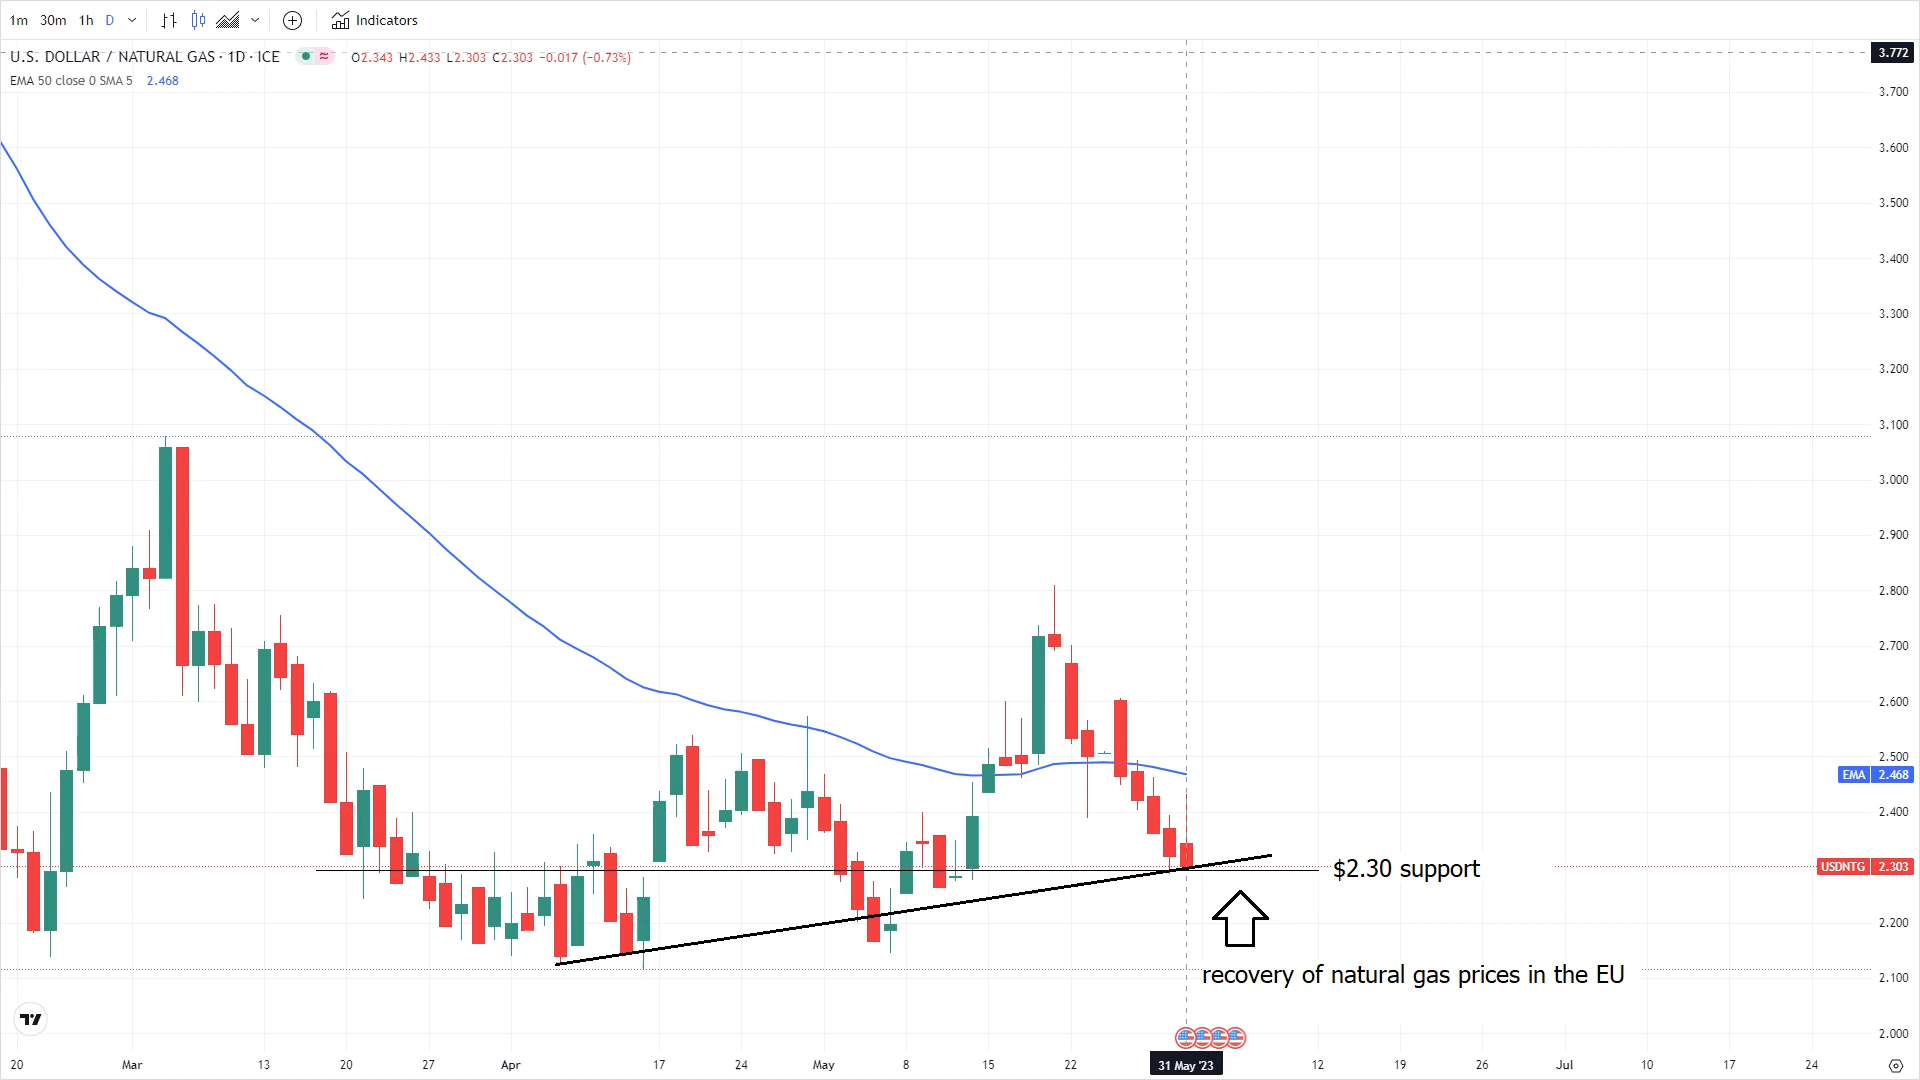 1m 30m 1h D Indicators
3.772
U.S. DOLLAR / NATURAL GAS · 1D · ICE ≈ O2.343 H2.433 L2.303 C2.303 −0.017 (−0.73%)
EMA 50 close 0 SMA 5 2.468
3.700
3.600
3.500
3.400
3.300
3.200
3.100
3.000
2.900
2.800
2.700
2.600
2.500
EMA 2.468
2.400
USDNTG 2.303
$2.30 support
2.200
recovery of natural gas prices in the EU
2.100
2.000
20 Mar 13 20 27 Apr 17 24 May 8 15 22 31 May '23 12 19 26 Jul 10 17 24